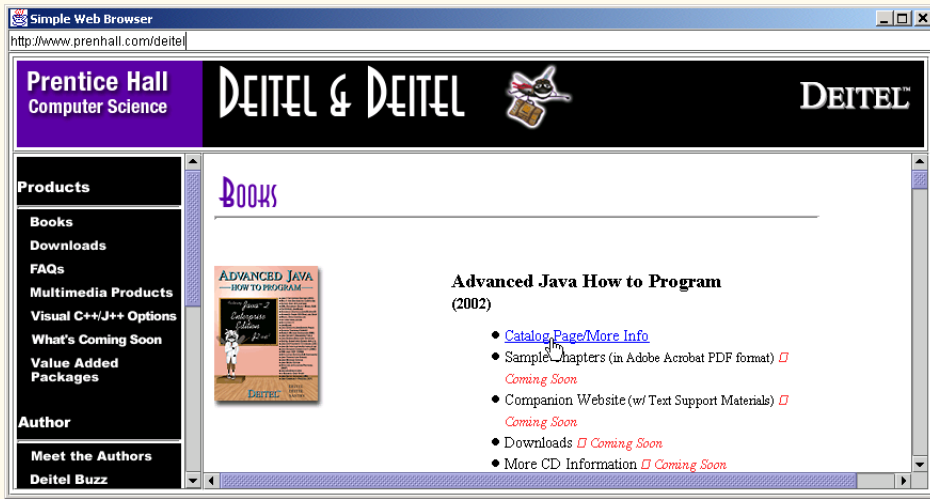 Simple Web Browser
http://www.prenhall.com/deitel
Prentice Hall
Computer Science
DEITEL & DEITEL
DEITEL™
Products
Books
Downloads
FAQs
Multimedia Products
Visual C++/J++ Options
What's Coming Soon
Value Added
Packages
Author
Meet the Authors
Deitel Buzz
BOOKS
ADVANCED JAVA
HOW TO PROGRAM
Java 2
Enterprise
Edition
DEITEL
Advanced Java How to Program
(2002)
Catalog Page/More Info
Sample Chapters (in Adobe Acrobat PDF format)
Coming Soon
Companion Website (w/ Text Support Materials)
Coming Soon
Downloads Coming Soon
More CD Information Coming Soon